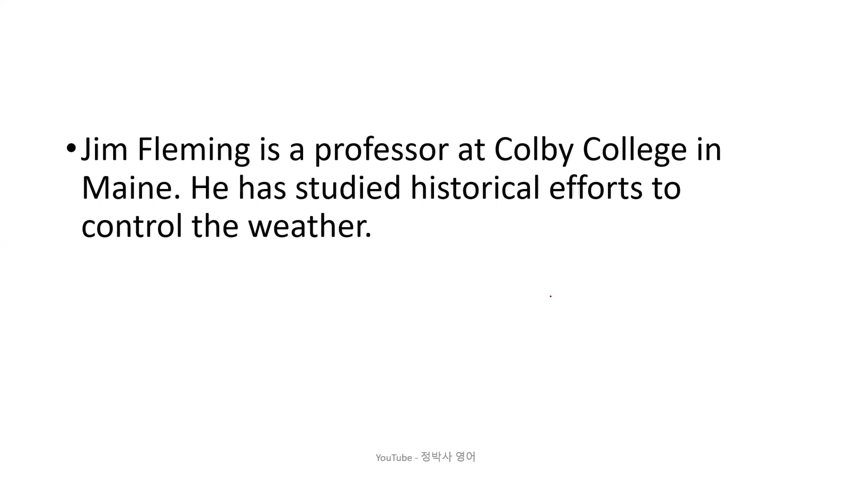 •Jim Fleming is a professor at Colby College in
Maine. He has studied historical efforts to
control the weather.
YouTube - 정박사 영어